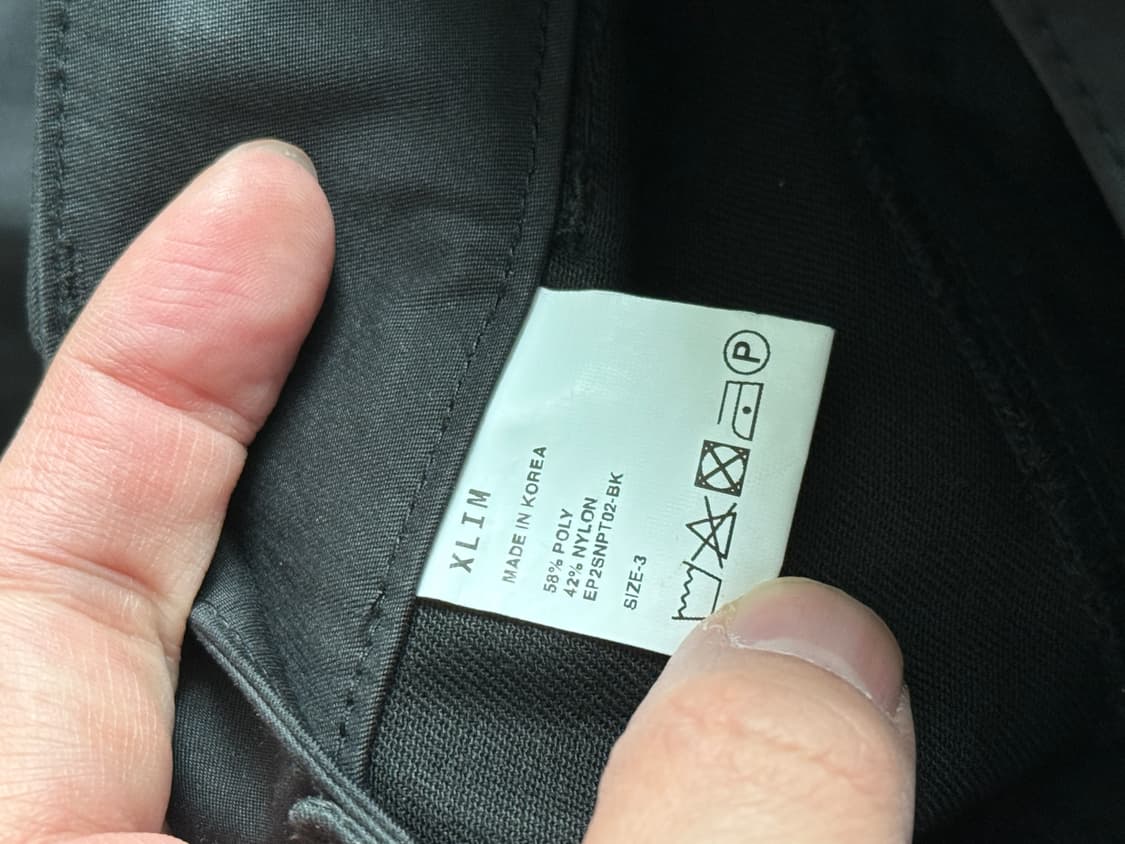 XLIM
MADE IN KOREA
58% POLY
42% NYLON
EP2SNPT02-BK
SIZE-3
P